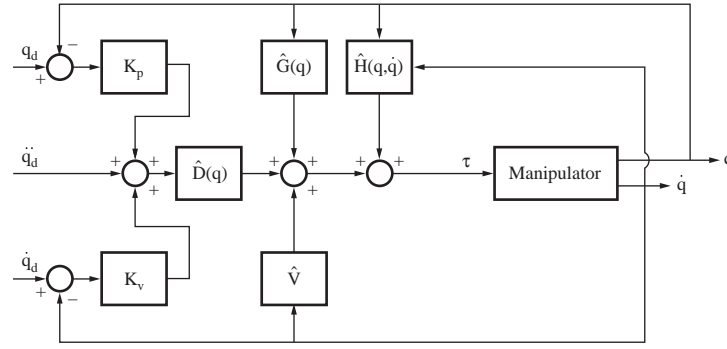 −
q_d
+
K_p
Ĝ(q)
Ĥ(q,q̇)
q̈_d
+ +
+
D̂(q)
+ +
+
+ +
τ
Manipulator
q
q̇
q̇_d
+
−
K_v
V̂